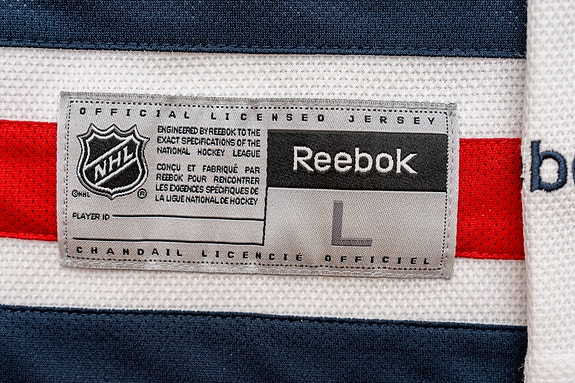 OFFICIAL LICENSED JERSEY
NHL
®
©NHL
ENGINEERED BY REEBOK TO THE
EXACT SPECIFICATIONS OF THE
NATIONAL HOCKEY LEAGUE
CONÇU ET FABRIQUÉ PAR
REEBOK POUR RENCONTRER
LES EXIGENCES SPÉCIFIQUES DE
LA LIGUE NATIONAL DE HOCKEY
PLAYER ID
Reebok
L
CHANDAIL LICENCIÉ OFFICIEL